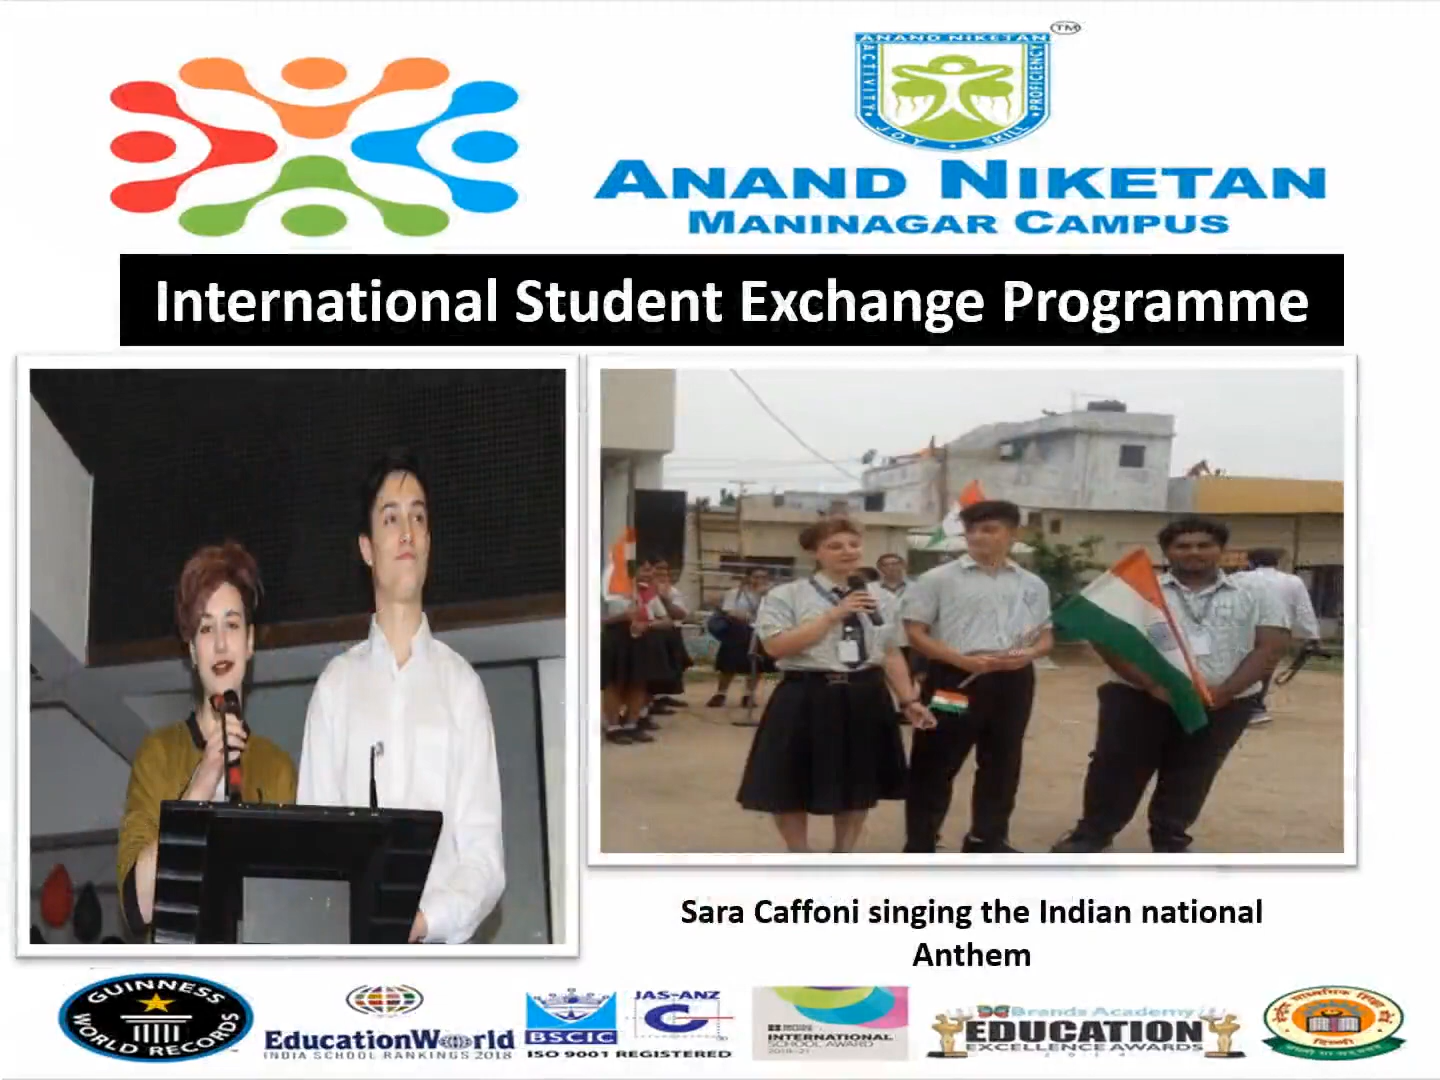 TM
ANAND NIKETAN
ACTIVITY
PROFICIENCY
JOY • SKILL
ANAND NIKETAN
MANINAGAR CAMPUS
International Student Exchange Programme
Sara Caffoni singing the Indian national
Anthem
GUINNESS
WORLD RECORDS
EducationWorld
INDIA SCHOOL RANKINGS 2018
BSCIC
JAS-ANZ
ISO 9001 REGISTERED
INTERNATIONAL
SCHOOL AWARD
Brands Academy
EDUCATION
EXCELLENCE AWARDS